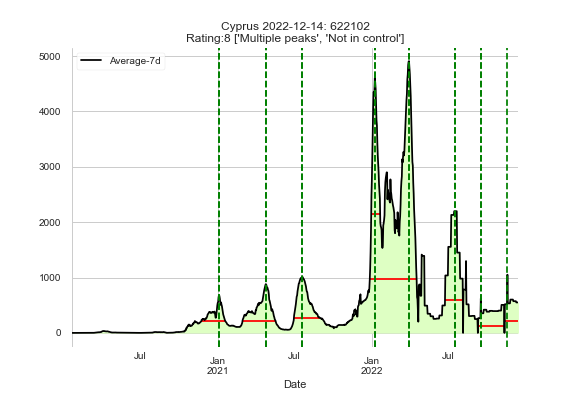 Cyprus 2022-12-14: 622102
Rating:8 ['Multiple peaks', 'Not in control']
Average-7d
5000
4000
3000
2000
1000
0
Jul
Jan
2021
Jul
Jan
2022
Jul
Date